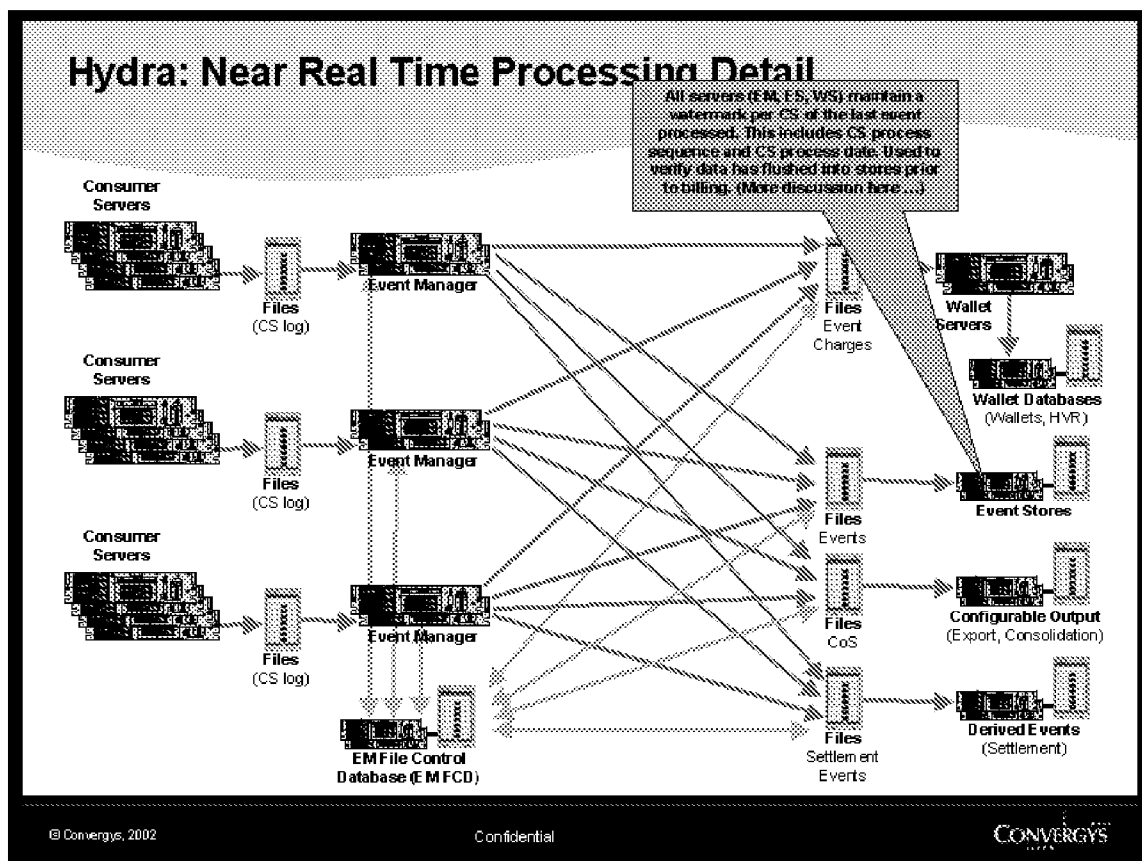 Hydra: Near Real Time Processing Detail
All servers (EM, ES, WS) maintain a
watermark per CS of the last event
processed. This includes CS process
sequence and CS process date. Used to
verify data has flushed into stores prior
to billing. (More discussion here ...)
Consumer
Servers
Files
(CS log)
Event Manager
Files
Event
Charges
Wallet
Servers
Wallet Databases
(Wallets, HVR)
Consumer
Servers
Files
(CS log)
Event Manager
Files
Events
Event Stores
Consumer
Servers
Files
(CS log)
Event Manager
Files
CoS
Configurable Output
(Export, Consolidation)
EM File Control
Database (EM FCD)
Files
Settlement
Events
Derived Events
(Settlement)
© Convergys, 2002
Confidential
CONVERGYS